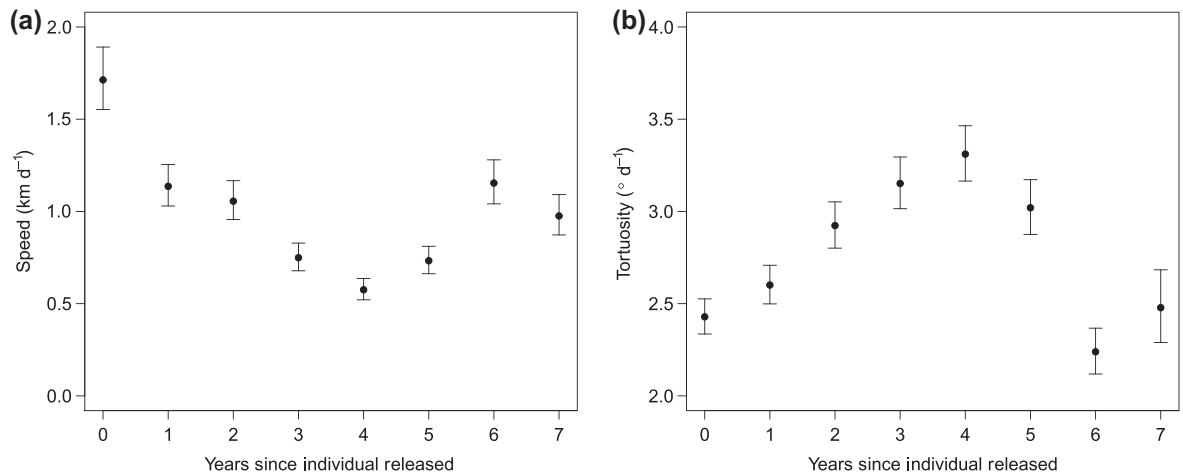 (a)
2.0
1.5
1.0
0.5
0.0
Speed (km d⁻¹)
0 1 2 3 4 5 6 7
Years since individual released
(b)
4.0
3.5
3.0
2.5
2.0
Tortuosity (° d⁻¹)
0 1 2 3 4 5 6 7
Years since individual released